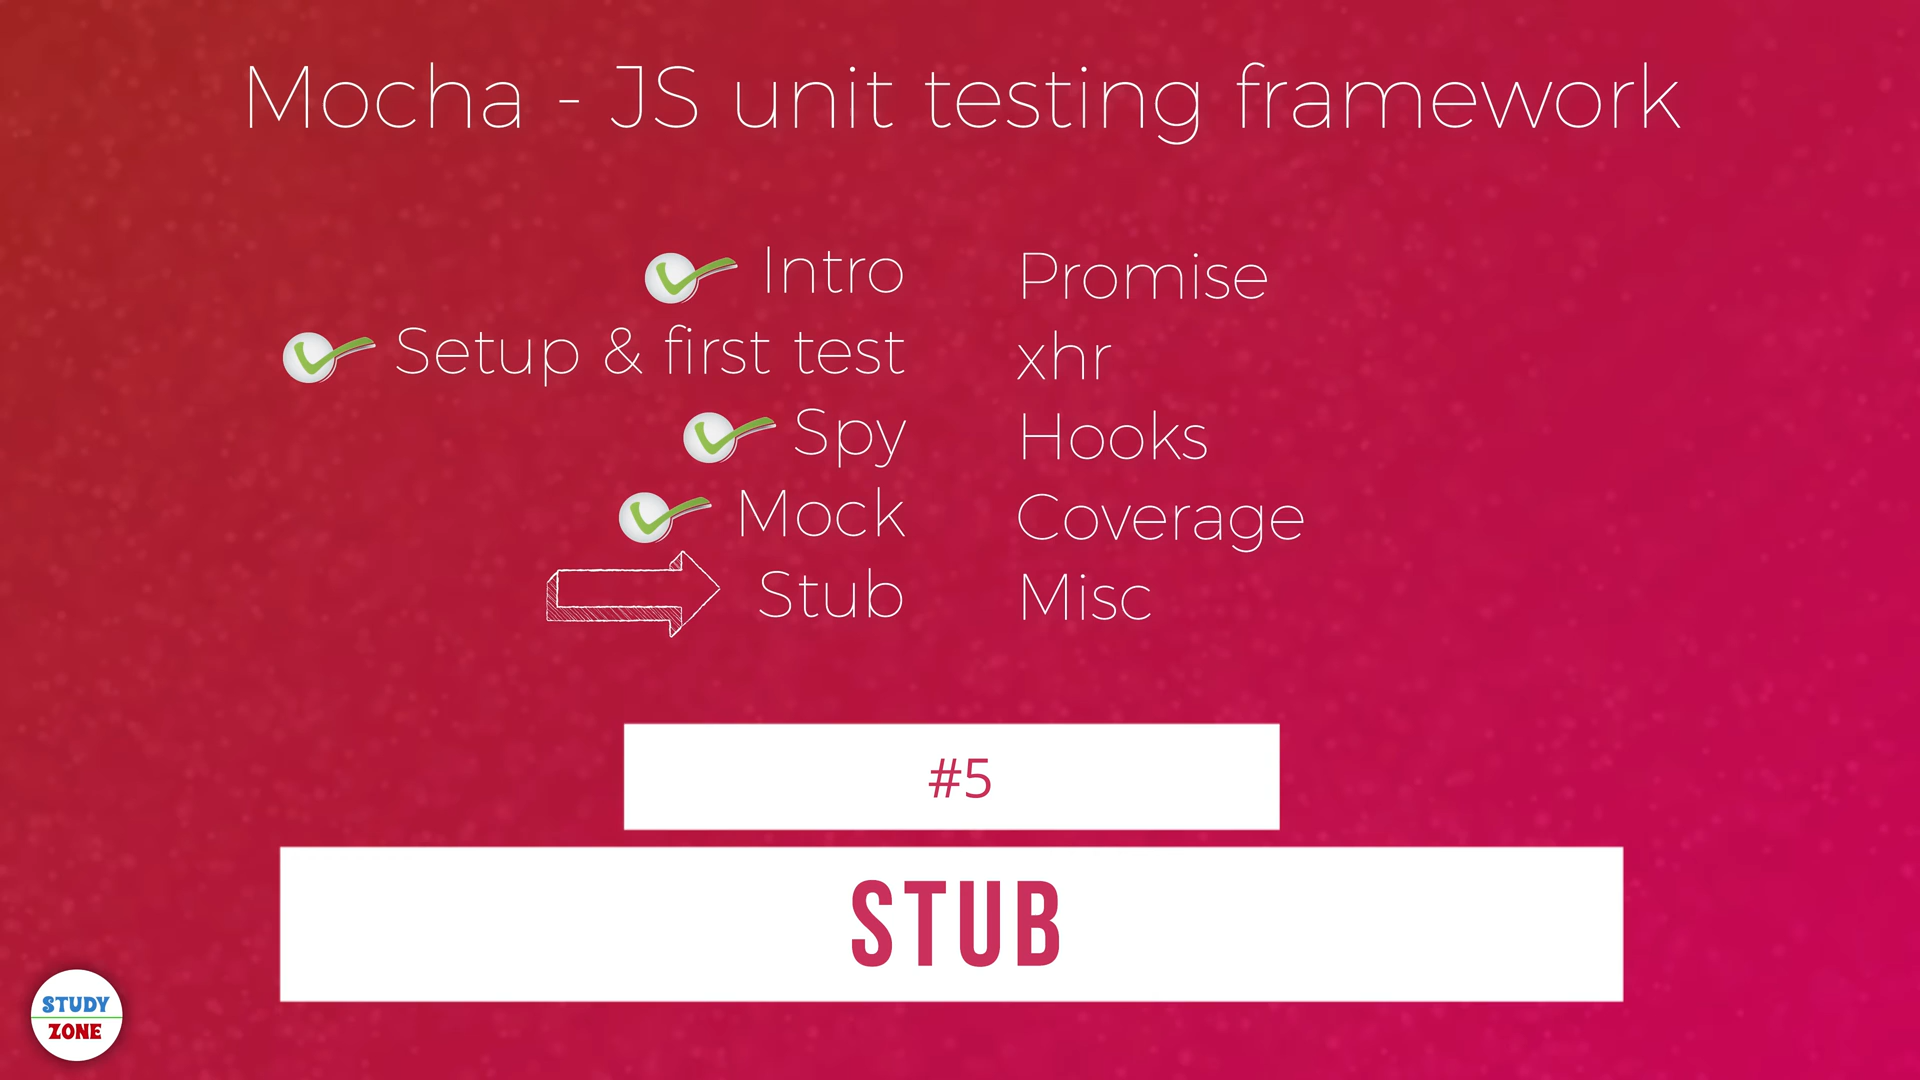 Mocha - JS unit testing framework
Intro
Setup & first test
Spy
Mock
Stub
Promise
xhr
Hooks
Coverage
Misc
#5
STUB
STUDY
ZONE